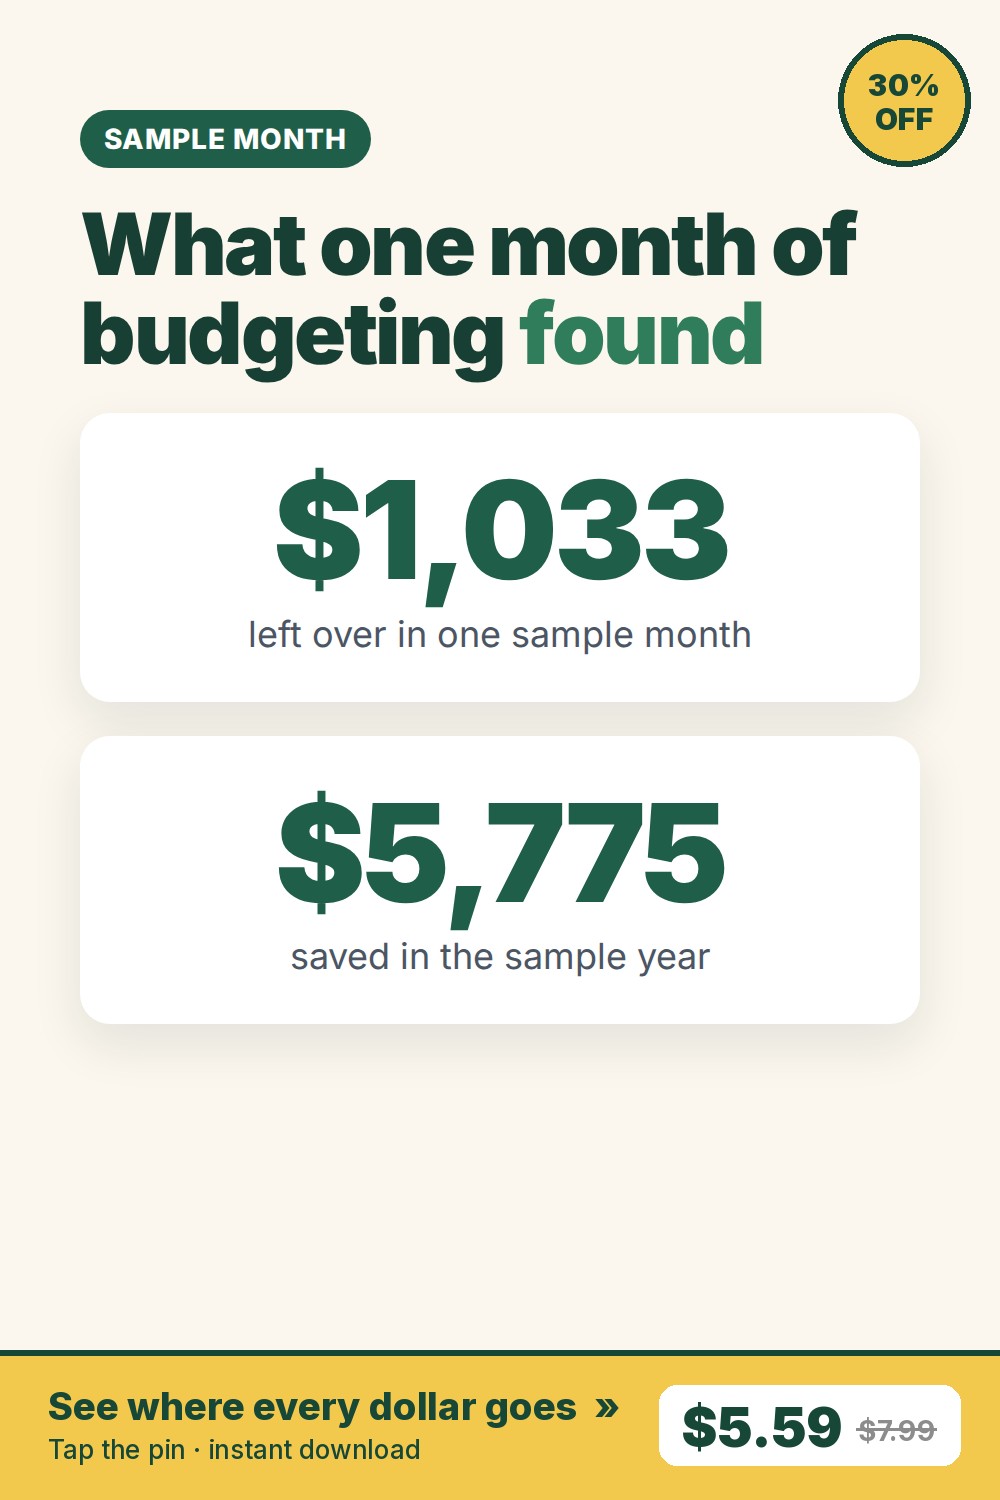 30%
OFF
SAMPLE MONTH
What one month of
budgeting found
$1,033
left over in one sample month
$5,775
saved in the sample year
See where every dollar goes »
Tap the pin · instant download
$5.59 $7.99